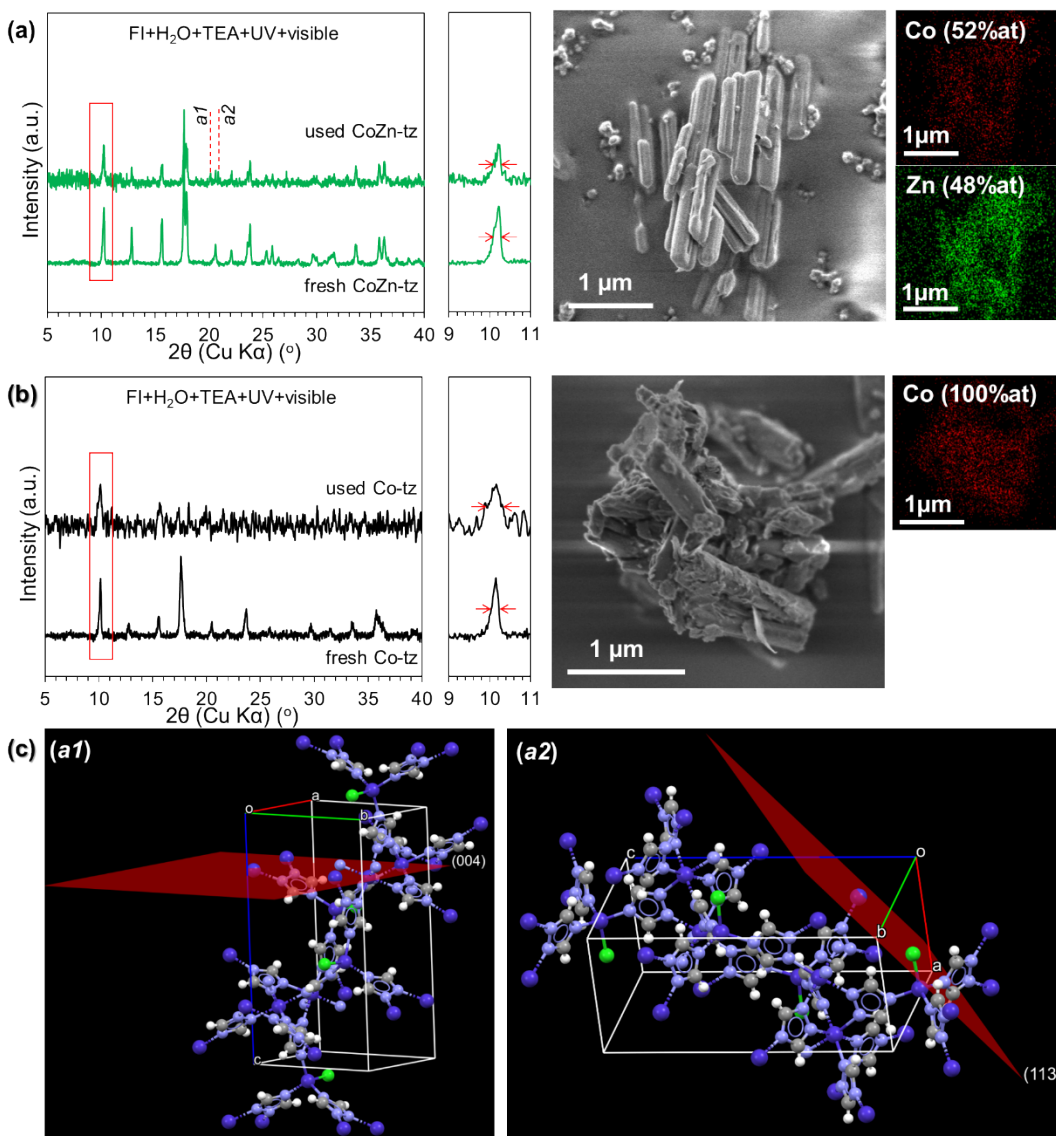 (a)
FI+H₂O+TEA+UV+visible
a1
a2
used CoZn-tz
fresh CoZn-tz
Intensity (a.u.)
5 10 15 20 25 30 35 40
2θ (Cu Kα) (°)
9 10 11
1 μm
Co (52%at)
1μm
Zn (48%at)
1μm
(b)
FI+H₂O+TEA+UV+visible
used Co-tz
fresh Co-tz
Intensity (a.u.)
5 10 15 20 25 30 35 40
2θ (Cu Kα) (°)
9 10 11
1 μm
Co (100%at)
1μm
(c)
(a1)
o
a
b
c
(004)
(a2)
c
o
b
a
(113